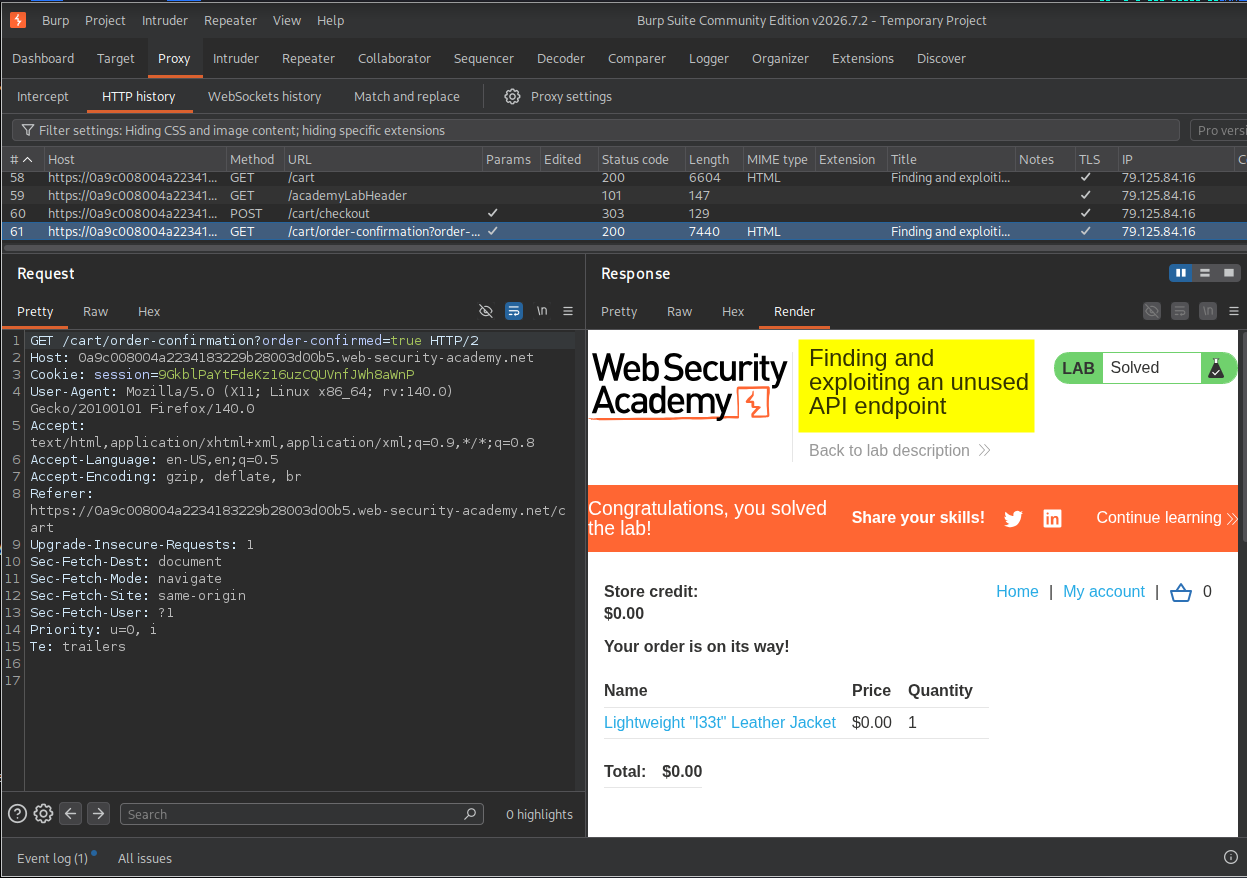 Burp Project Intruder Repeater View Help Burp Suite Community Edition v2026.7.2 - Temporary Project
Dashboard Target Proxy Intruder Repeater Collaborator Sequencer Decoder Comparer Logger Organizer Extensions Discover
Intercept HTTP history WebSockets history Match and replace Proxy settings
Filter settings: Hiding CSS and image content; hiding specific extensions Pro versi
# Host Method URL Params Edited Status code Length MIME type Extension Title Notes TLS IP
58 https://0a9c008004a22341... GET /cart 200 6604 HTML Finding and exploiti... ✓ 79.125.84.16
59 https://0a9c008004a22341... GET /academyLabHeader 101 147 ✓ 79.125.84.16
60 https://0a9c008004a22341... POST /cart/checkout ✓ 303 129 ✓ 79.125.84.16
61 https://0a9c008004a22341... GET /cart/order-confirmation?order-... ✓ 200 7440 HTML Finding and exploiti... ✓ 79.125.84.16
Request
Pretty Raw Hex \n
1 GET /cart/order-confirmation?order-confirmed=true HTTP/2
2 Host: 0a9c008004a2234183229b28003d00b5.web-security-academy.net
3 Cookie: session=9GkblPaYtFdeKz16uzCQUVnfJWh8aWnP
4 User-Agent: Mozilla/5.0 (X11; Linux x86_64; rv:140.0)
Gecko/20100101 Firefox/140.0
5 Accept:
text/html,application/xhtml+xml,application/xml;q=0.9,*/*;q=0.8
6 Accept-Language: en-US,en;q=0.5
7 Accept-Encoding: gzip, deflate, br
8 Referer:
https://0a9c008004a2234183229b28003d00b5.web-security-academy.net/c
art
9 Upgrade-Insecure-Requests: 1
10 Sec-Fetch-Dest: document
11 Sec-Fetch-Mode: navigate
12 Sec-Fetch-Site: same-origin
13 Sec-Fetch-User: ?1
14 Priority: u=0, i
15 Te: trailers
16
17
Search 0 highlights
Response
Pretty Raw Hex Render \n
Web Security
Academy
Finding and
exploiting an unused
API endpoint
Back to lab description
LAB Solved
Congratulations, you solved
the lab!
Share your skills! Continue learning
Store credit:
$0.00
Home | My account | 0
Your order is on its way!
Name Price Quantity
Lightweight "l33t" Leather Jacket $0.00 1
Total: $0.00
Event log (1) All issues